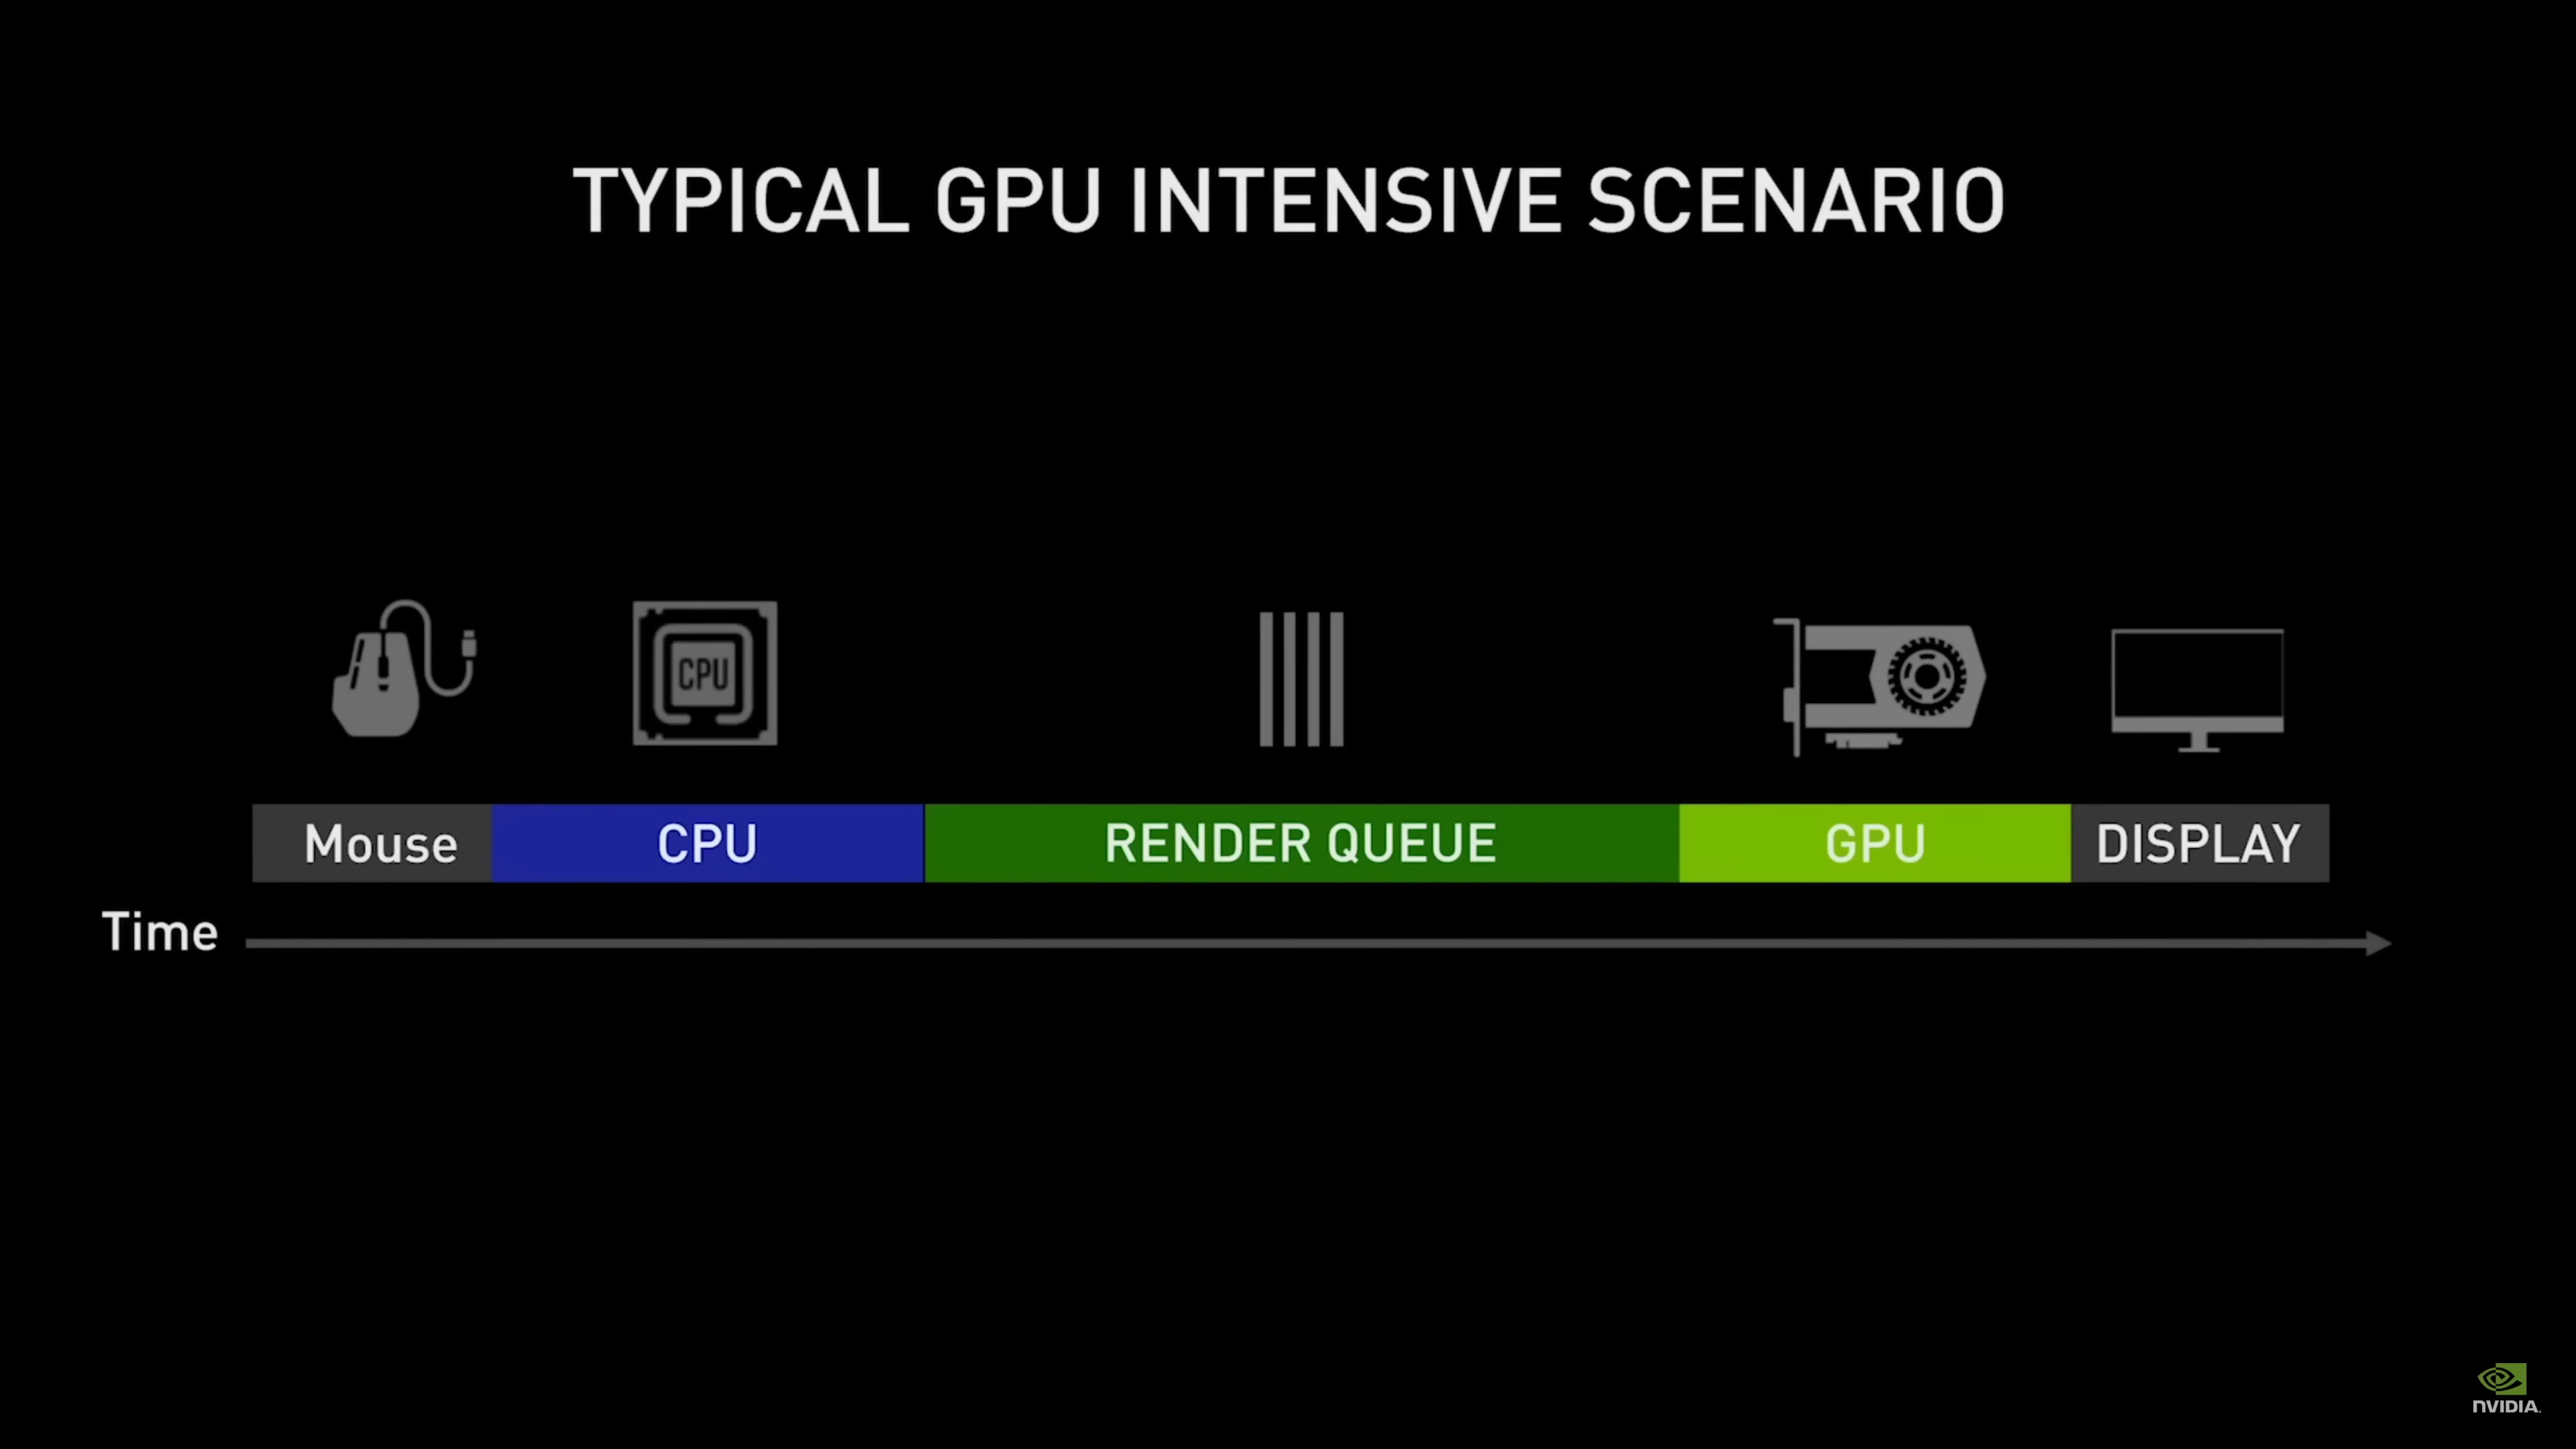 TYPICAL GPU INTENSIVE SCENARIO
CPU
Mouse
CPU
RENDER QUEUE
GPU
DISPLAY
Time
NVIDIA.